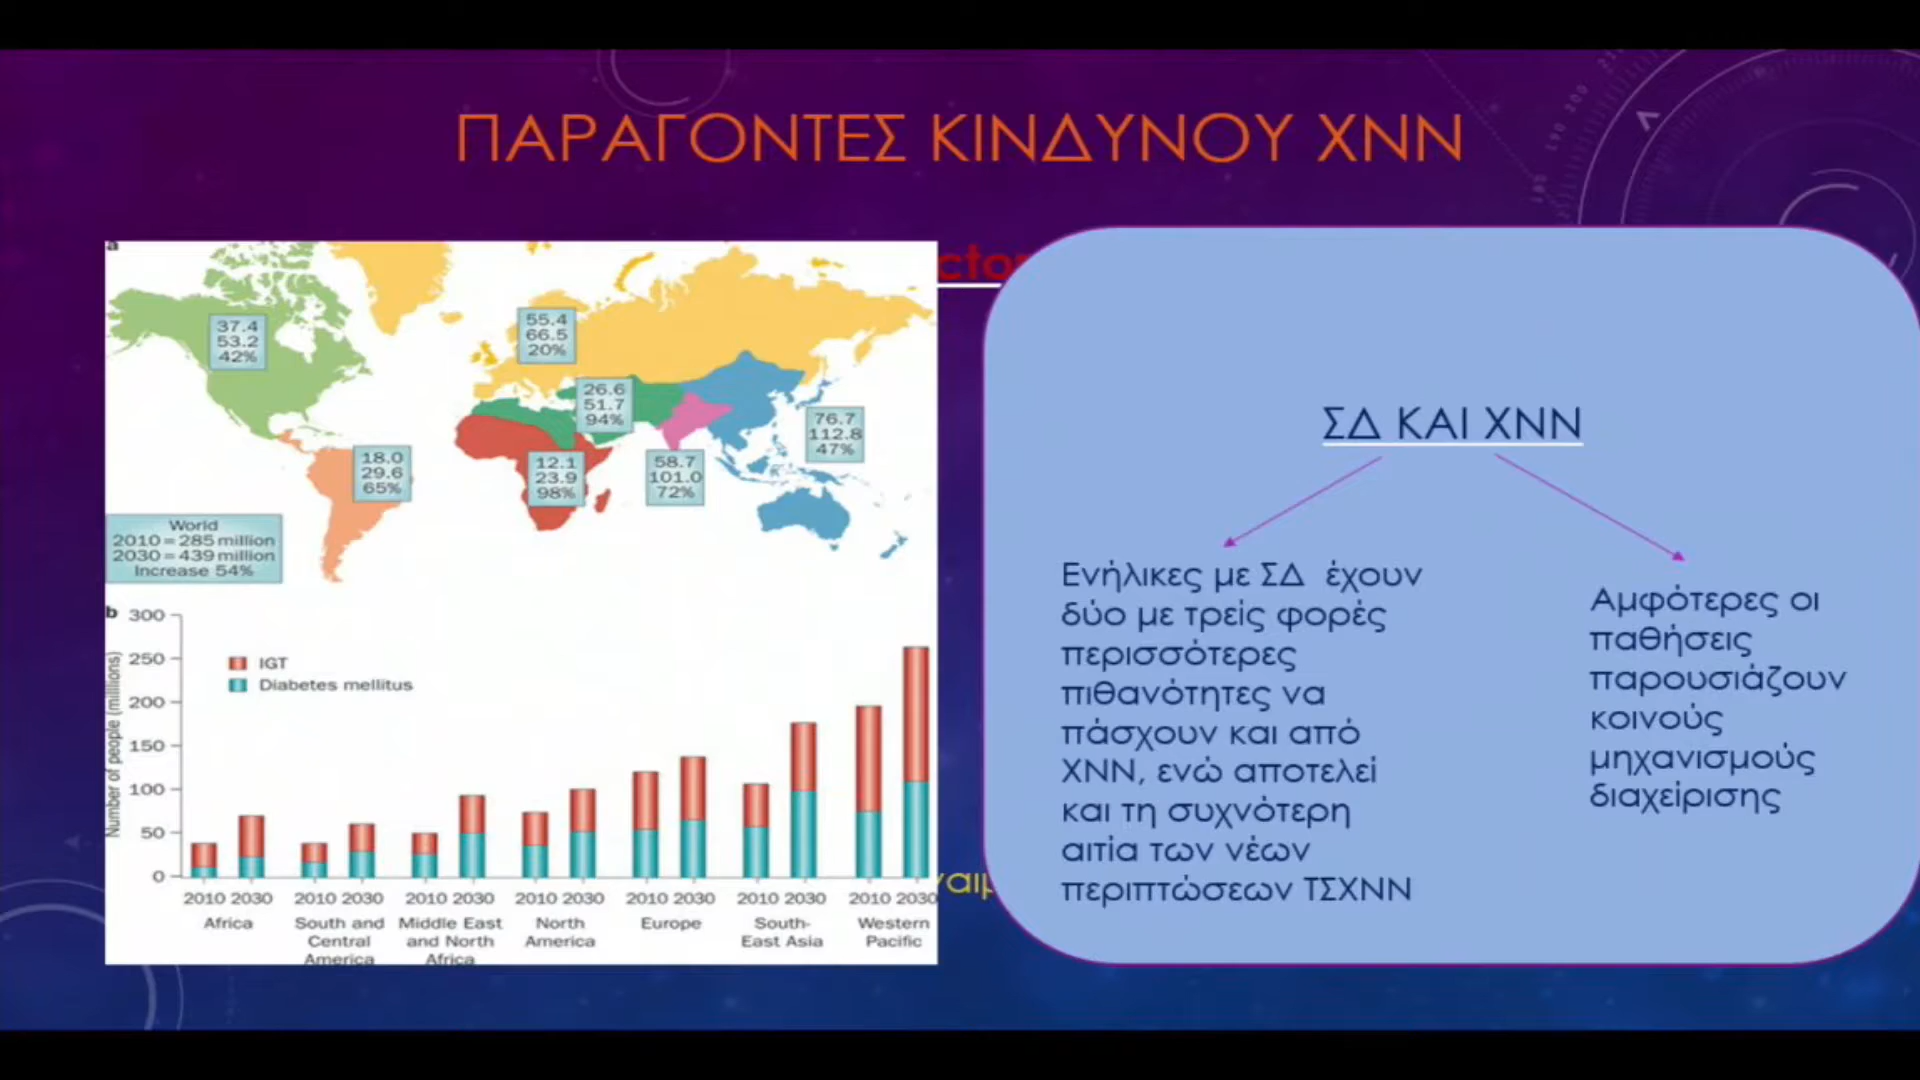 ΠΑΡΑΓΟΝΤΕΣ ΚΙΝΔΥΝΟΥ ΧΝΝ
a
37.4
53.2
42%
55.4
66.5
20%
26.6
51.7
94%
76.7
112.8
47%
18.0
29.6
65%
12.1
23.9
98%
58.7
101.0
72%
World
2010 = 285 million
2030 = 439 million
Increase 54%
b
Number of people (millions)
300
250
200
150
100
50
0
IGT
Diabetes mellitus
2010 2030 2010 2030 2010 2030 2010 2030 2010 2030 2010 2030 2010 2030
Africa
South and
Central
America
Middle East
and North
Africa
North
America
Europe
South-
East Asia
Western
Pacific
ΣΔ ΚΑΙ ΧΝΝ
Ενήλικες με ΣΔ έχουν
δύο με τρείς φορές
περισσότερες
πιθανότητες να
πάσχουν και από
ΧΝΝ, ενώ αποτελεί
και τη συχνότερη
αιτία των νέων
περιπτώσεων ΤΣΧΝΝ
Αμφότερες οι
παθήσεις
παρουσιάζουν
κοινούς
μηχανισμούς
διαχείρισης